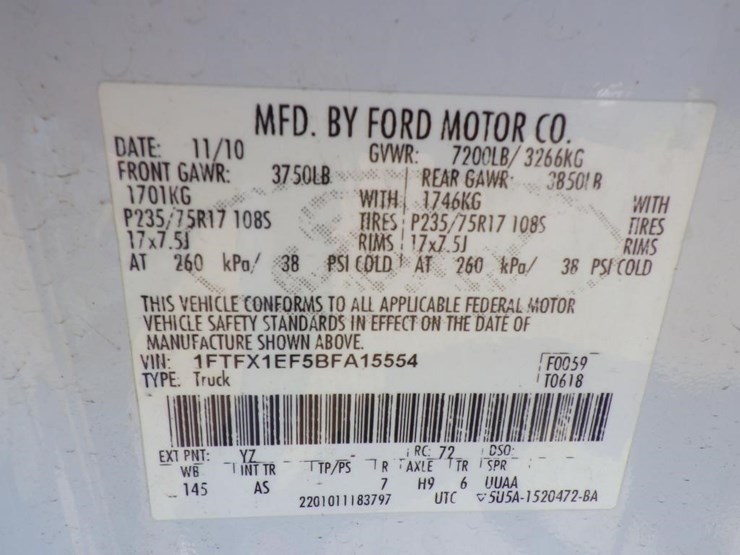 MFD. BY FORD MOTOR CO.
DATE: 11/10 GVWR: 7200LB/ 3266KG
FRONT GAWR: 3750LB REAR GAWR: 3850LB
1701KG WITH 1746KG WITH
P235/75R17 108S TIRES P235/75R17 108S TIRES
17x7.5J RIMS 17x7.5J RIMS
AT 260 kPa/ 38 PSI COLD AT 260 kPa/ 38 PSI COLD
THIS VEHICLE CONFORMS TO ALL APPLICABLE FEDERAL MOTOR
VEHICLE SAFETY STANDARDS IN EFFECT ON THE DATE OF
MANUFACTURE SHOWN ABOVE.
VIN: 1FTFX1EF5BFA15554 F0059
TYPE: Truck T0618
EXT PNT: YZ RC: 72 DSO:
WB INT TR TP/PS R AXLE TR SPR
145 AS 7 H9 6 UUAA
2201011183797 UTC ▽5U5A-1520472-BA